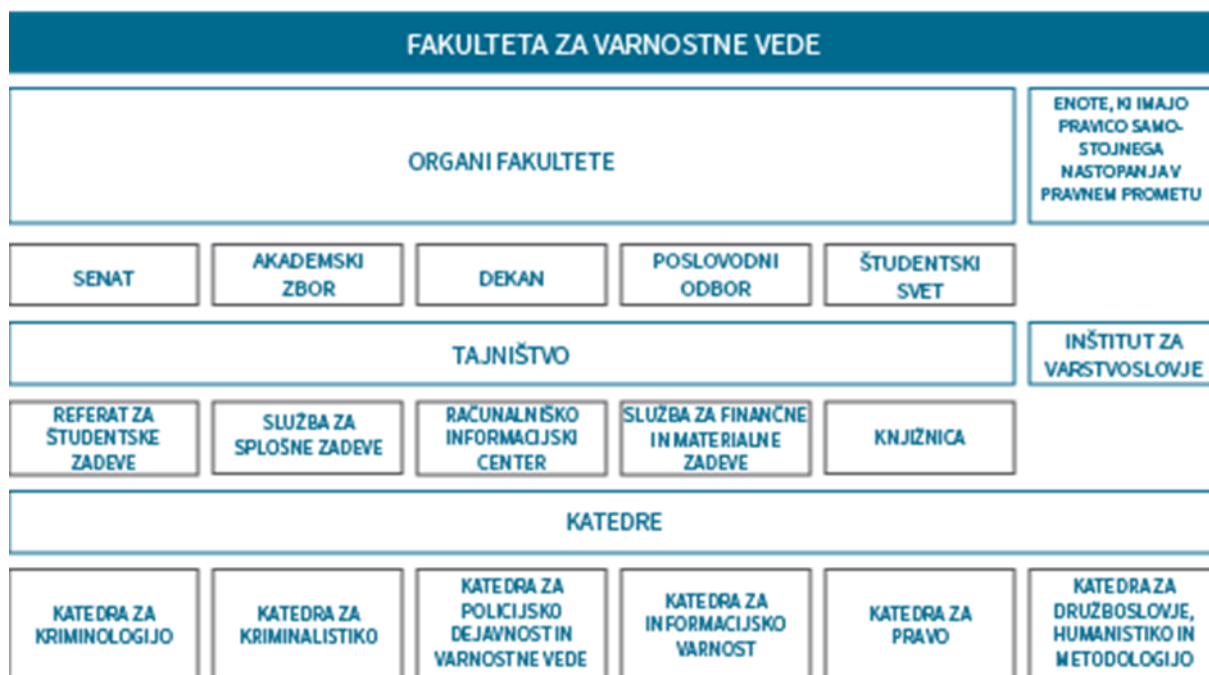 FAKULTETA ZA VARNOSTNE VEDE
ORGANI FAKULTETE
ENOTE, KI IMAJO
PRAVICO SAMO-
STOJNEGA
NASTOPANJA V
PRAVNEM PROMETU
SENAT
AKADEMSKI
ZBOR
DEKAN
POSLOVODNI
ODBOR
ŠTUDENTSKI
SVET
TAJNIŠTVO
INŠTITUT ZA
VARSTVOSLOVJE
REFERAT ZA
ŠTUDENTSKE
ZADEVE
SLUŽBA ZA
SPLOŠNE ZADEVE
RAČUNALNIŠKO
INFORMACIJSKI
CENTER
SLUŽBA ZA FINANČNE
IN MATERIALNE
ZADEVE
KNJIŽNICA
KATEDRE
KATEDRA ZA
KRIMINOLOGIJO
KATEDRA ZA
KRIMINALISTIKO
KATEDRA ZA
POLICIJSKO
DEJAVNOST IN
VARNOSTNE VEDE
KATEDRA ZA
INFORMACIJSKO
VARNOST
KATEDRA ZA
PRAVO
KATEDRA ZA
DRUŽBOSLOVJE,
HUMANISTIKO IN
METODOLOGIJO